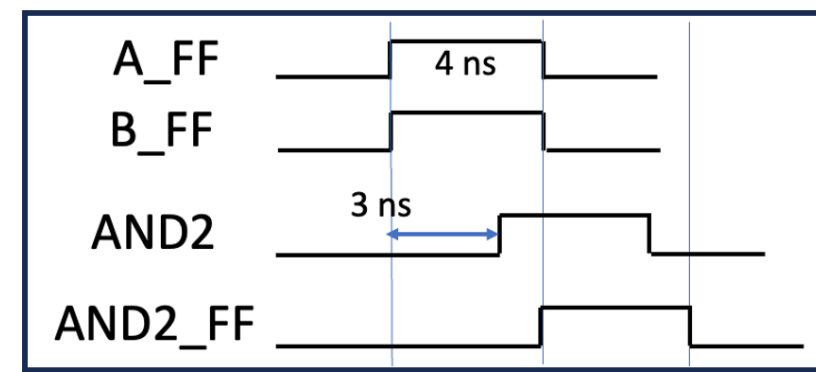 A_FF
4 ns
B_FF
3 ns
AND2
AND2_FF